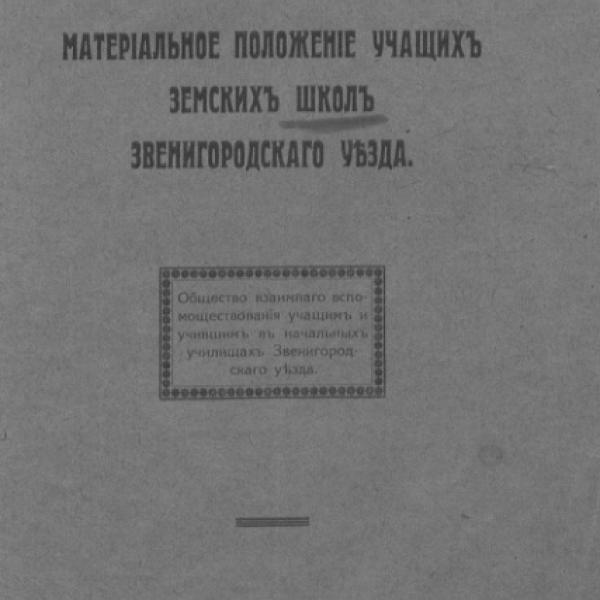 МАТЕРІАЛЬНОЕ ПОЛОЖЕНІЕ УЧАЩИХЪ
ЗЕМСКИХЪ ШКОЛЪ
ЗВЕНИГОРОДСКАГО УѢЗДА.
Общество взаимнаго вспо-
моществованія учащимъ и
учившимъ въ начальныхъ
училищахъ Звенигород-
скаго уѣзда.